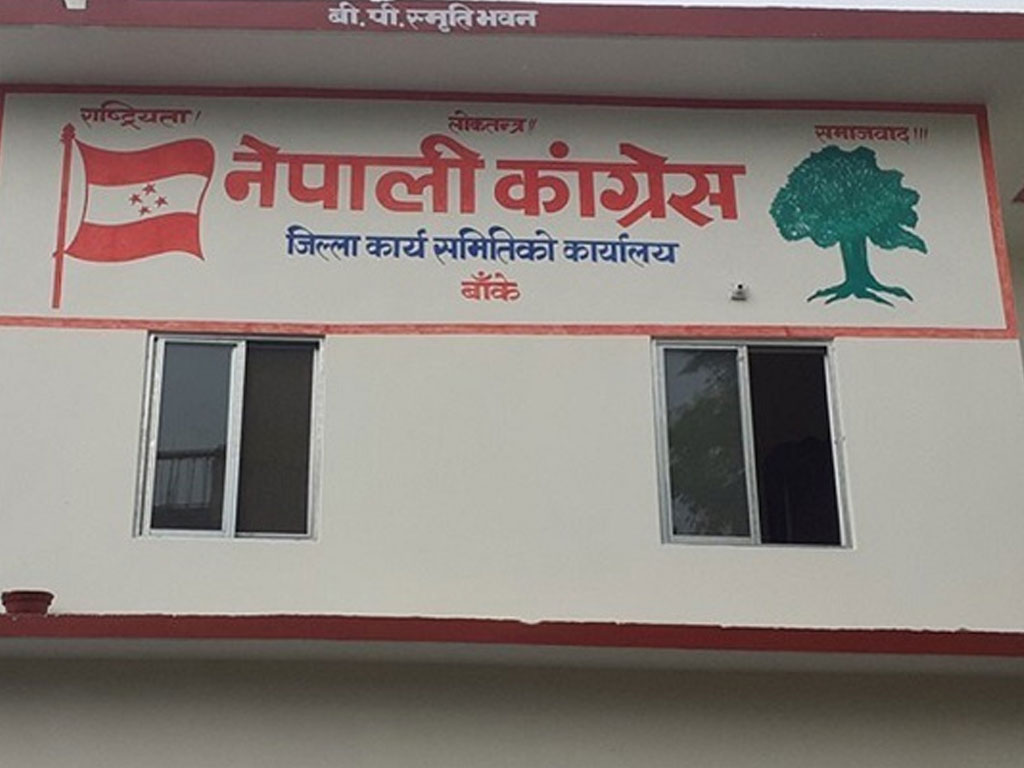 बी.पी.स्मृति भवन
राष्ट्रियता!
लोकतन्त्र!!
समाजवाद!!!
नेपाली कांग्रेस
जिल्ला कार्य समितिको कार्यालय
बाँके